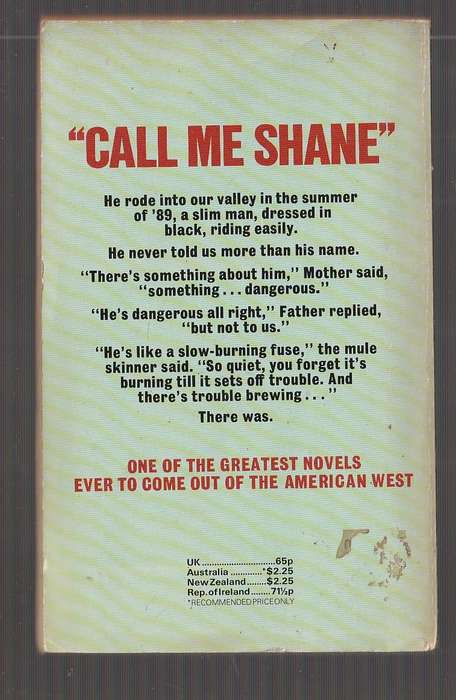 "CALL ME SHANE"
He rode into our valley in the summer
of '89, a slim man, dressed in
black, riding easily.
He never told us more than his name.
"There's something about him," Mother said,
"something ... dangerous."
"He's dangerous all right," Father replied,
"but not to us."
"He's like a slow-burning fuse," the mule
skinner said. "So quiet, you forget it's
burning till it sets off trouble. And
there's trouble brewing ... "
There was.
ONE OF THE GREATEST NOVELS
EVER TO COME OUT OF THE AMERICAN WEST
UK..............................65p
Australia .............*$2.25
New Zealand........$2.25
Rep. of Ireland........71½p
*RECOMMENDED PRICE ONLY